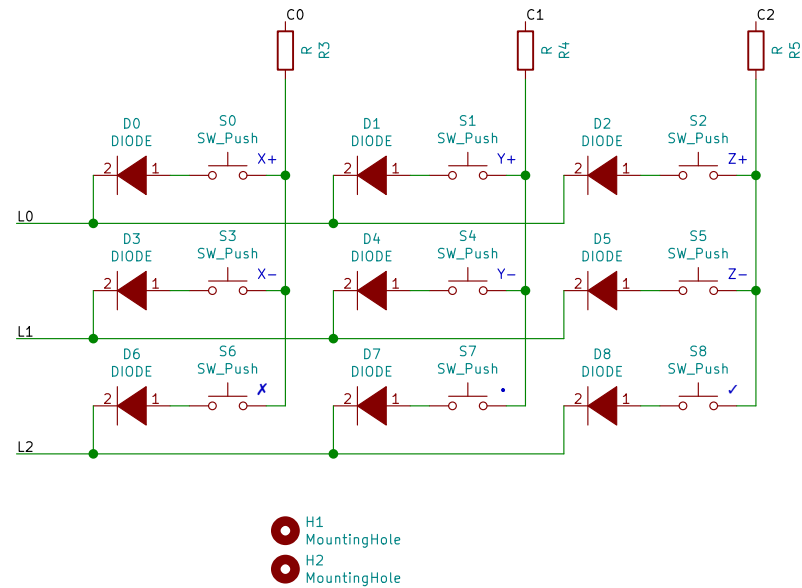 C0 C1 C2
R R3 R R4 R R5
D0 S0 D1 S1 D2 S2
DIODE SW_Push DIODE SW_Push DIODE SW_Push
2 1 X+ 2 1 Y+ 2 1 Z+
L0
D3 S3 D4 S4 D5 S5
DIODE SW_Push DIODE SW_Push DIODE SW_Push
2 1 X- 2 1 Y- 2 1 Z-
L1
D6 S6 D7 S7 D8 S8
DIODE SW_Push DIODE SW_Push DIODE SW_Push
2 1 ✗ 2 1 • 2 1 ✓
L2
H1
MountingHole
H2
MountingHole